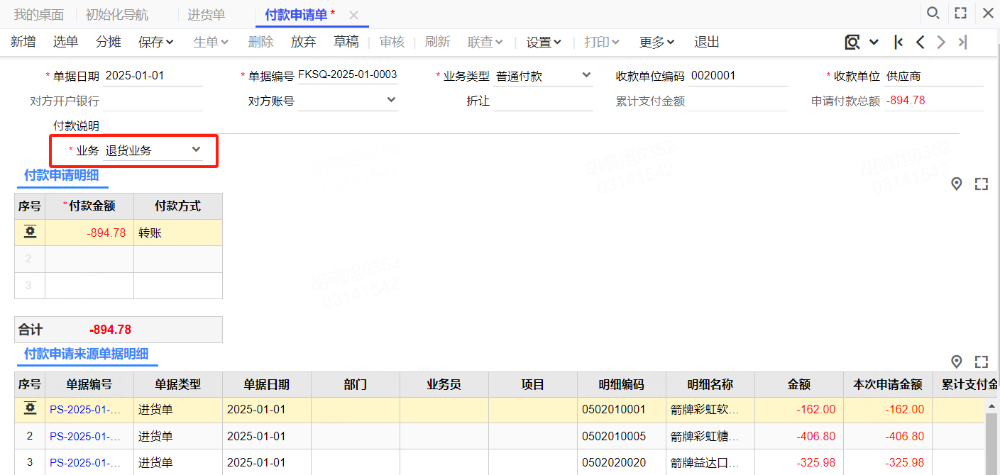 我的桌面 初始化导航 进货单 付款申请单 *
新增 选单 分摊 保存 生单 删除 放弃 草稿 审核 刷新 联查 设置 打印 更多 退出
* 单据日期 2025-01-01 * 单据编号 FKSQ-2025-01-0003 * 业务类型 普通付款 收款单位编码 0020001 * 收款单位 供应商
对方开户银行 对方账号 折让 累计支付金额 申请付款总额 -894.78
付款说明
* 业务 退货业务
付款申请明细
序号 *付款金额 付款方式
-894.78 转账
2
3
合计 -894.78
付款申请来源单据明细
序号 单据编号 单据类型 单据日期 部门 业务员 项目 明细编码 明细名称 金额 本次申请金额 累计支付金
PS-2025-01-... 进货单 2025-01-01 0502010001 箭牌彩虹软... -162.00 -162.00
2 PS-2025-01-... 进货单 2025-01-01 0502010005 箭牌彩虹糖... -406.80 -406.80
3 PS-2025-01-... 进货单 2025-01-01 0502020020 箭牌益达口... -325.98 -325.98
胡晓旭6352
03141542